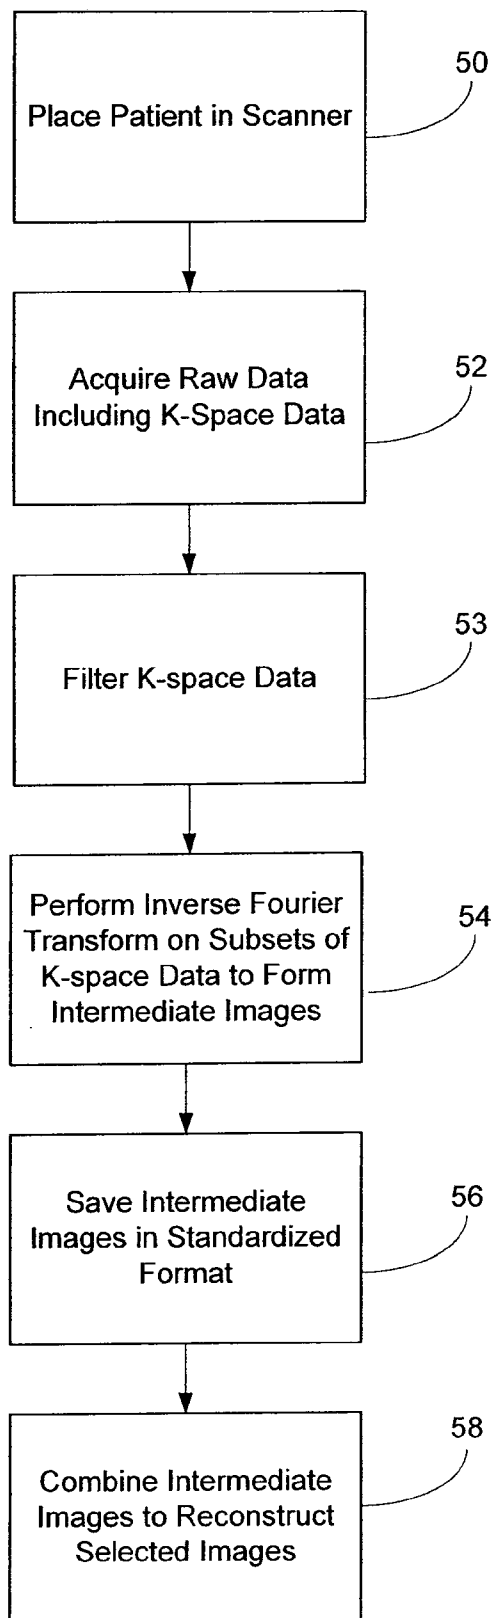 Place Patient in Scanner
50
Acquire Raw Data
Including K-Space Data
52
Filter K-space Data
53
Perform Inverse Fourier
Transform on Subsets of
K-space Data to Form
Intermediate Images
54
Save Intermediate
Images in Standardized
Format
56
Combine Intermediate
Images to Reconstruct
Selected Images
58